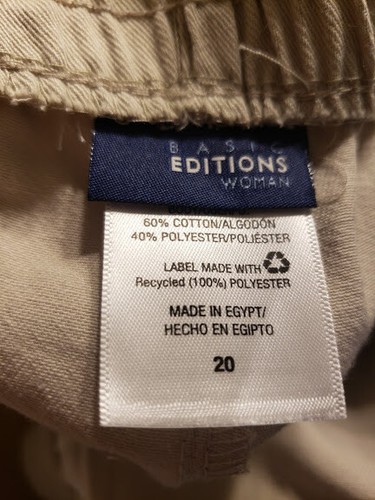 BASIC
EDITIONS
WOMAN
60% COTTON/ALGODÓN
40% POLYESTER/POLIÉSTER
LABEL MADE WITH
Recycled (100%) POLYESTER
MADE IN EGYPT/
HECHO EN EGIPTO
20